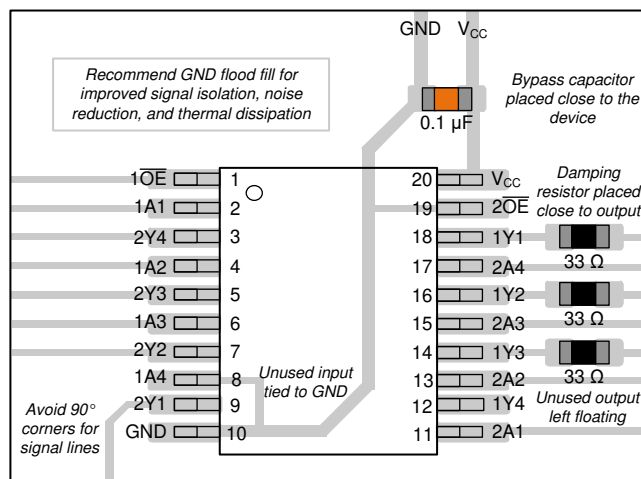 GND VCC
Recommend GND flood fill for
improved signal isolation, noise
reduction, and thermal dissipation
Bypass capacitor
placed close to the
device
0.1 µF
1O̅E̅ 1 20 VCC
Damping
resistor placed
close to output
1A1 2 19 2O̅E̅
2Y4 3 18 1Y1
33 Ω
1A2 4 17 2A4
2Y3 5 16 1Y2
33 Ω
1A3 6 15 2A3
2Y2 7 14 1Y3
33 Ω
Unused input
tied to GND
1A4 8 13 2A2
2Y1 9 12 1Y4
Unused output
left floating
GND 10 11 2A1
Avoid 90°
corners for
signal lines